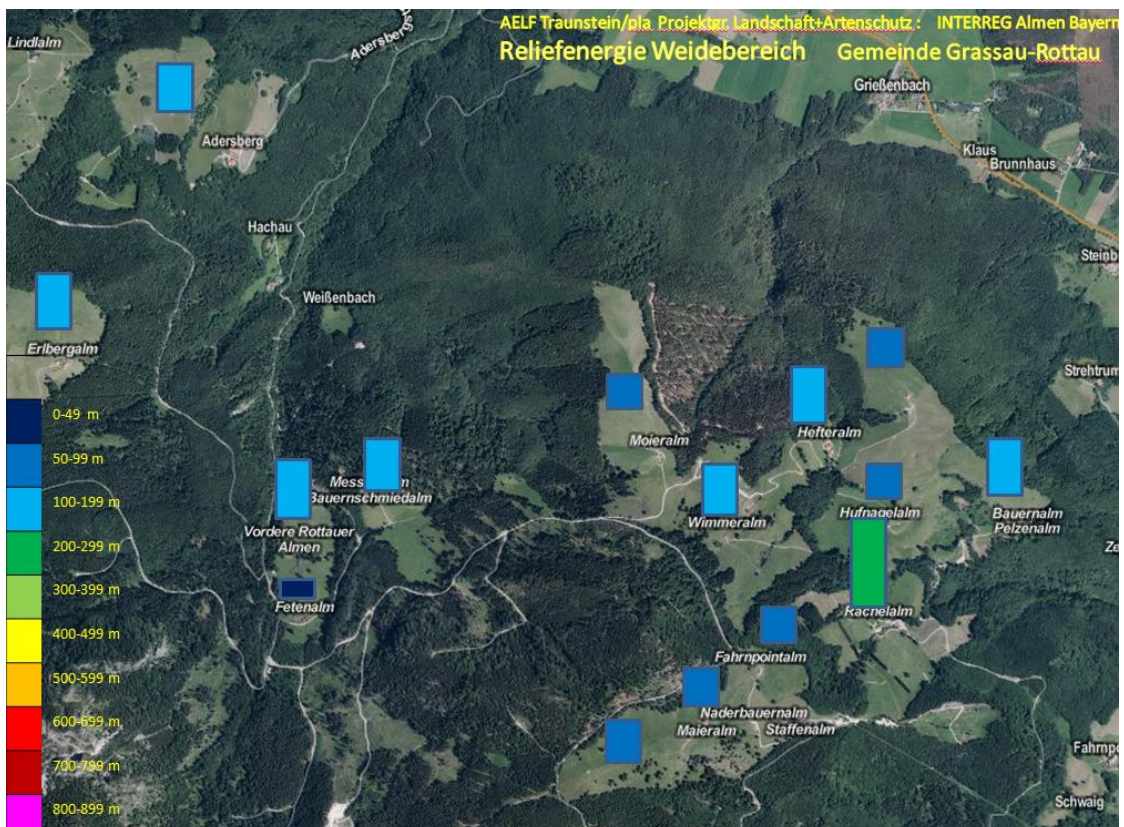 AELF Traunstein/pla Projektgr. Landschaft+Artenschutz : INTERREG Almen Bayern
Reliefenergie Weidebereich Gemeinde Grassau-Rottau
Lindlalm
Grießenbach
Adersberg
Klaus
Brunnhaus
Hachau
Weißenbach
Erlbergalm
Moieralm
Hefteralm
Bauernschmiedalm
Vordere Rottauer
Almen
Wimmeralm
Hufnagelalm
Bauernalm
Pelzenalm
Fetenalm
Rachelalm
Fahrnpointalm
Naderbauernalm
Maieralm
Staffenalm
Schwaig
0-49 m
50-99 m
100-199 m
200-299 m
300-399 m
400-499 m
500-599 m
600-699 m
700-799 m
800-899 m